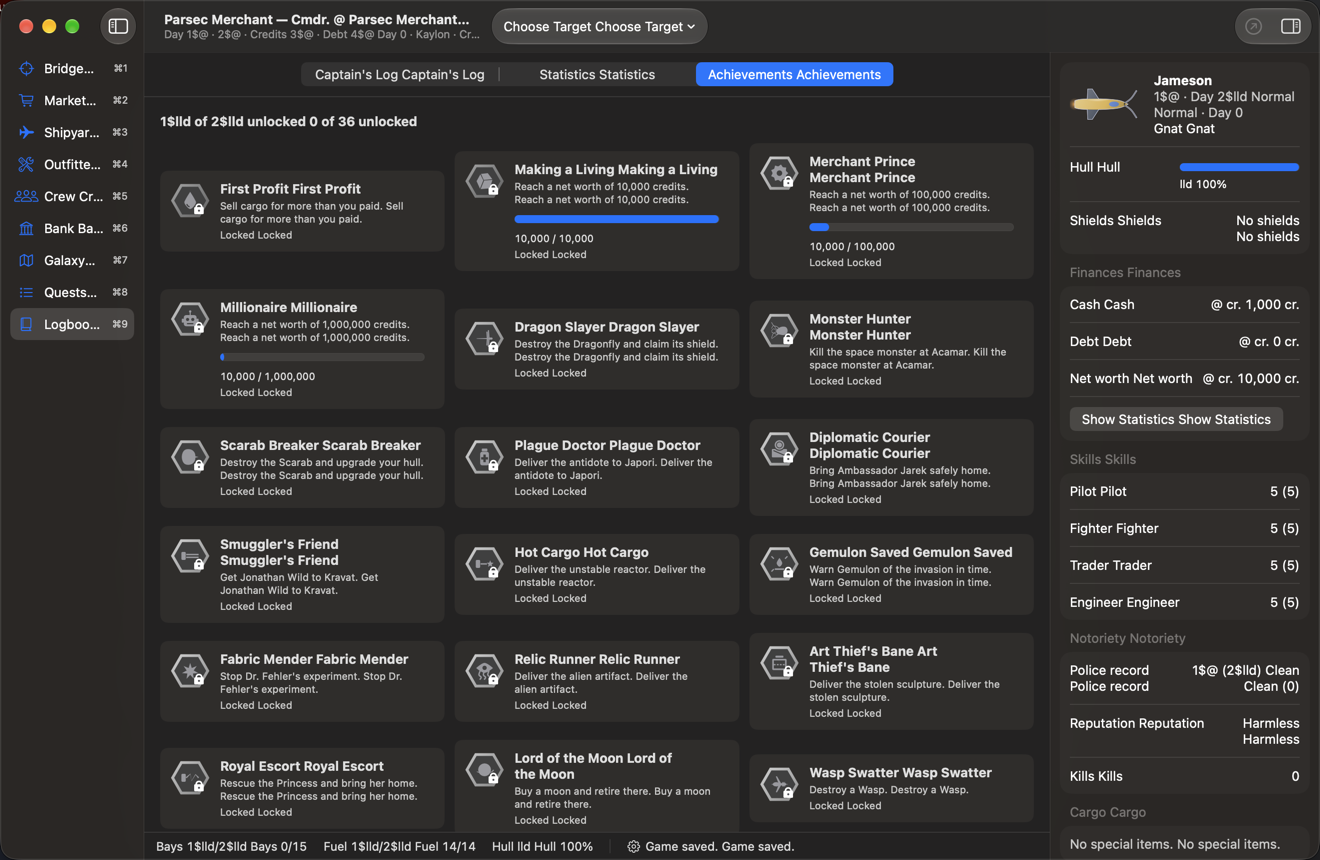 Parsec Merchant — Cmdr. @ Parsec Merchant...
Day 1$@ · 2$@ · Credits 3$@ · Debt 4$@ Day 0 · Kaylon · Cr...
Choose Target Choose Target
Bridge... ⌘1
Market... ⌘2
Shipyar... ⌘3
Outfitte... ⌘4
Crew Cr... ⌘5
Bank Ba... ⌘6
Galaxy... ⌘7
Quests... ⌘8
Logboo... ⌘9
Captain's Log Captain's Log
Statistics Statistics
Achievements Achievements
1$lld of 2$lld unlocked 0 of 36 unlocked
First Profit First Profit
Sell cargo for more than you paid. Sell
cargo for more than you paid.
Locked Locked
Making a Living Making a Living
Reach a net worth of 10,000 credits.
Reach a net worth of 10,000 credits.
10,000 / 10,000
Locked Locked
Merchant Prince
Merchant Prince
Reach a net worth of 100,000 credits.
Reach a net worth of 100,000 credits.
10,000 / 100,000
Locked Locked
Millionaire Millionaire
Reach a net worth of 1,000,000 credits.
Reach a net worth of 1,000,000 credits.
10,000 / 1,000,000
Locked Locked
Dragon Slayer Dragon Slayer
Destroy the Dragonfly and claim its shield.
Destroy the Dragonfly and claim its shield.
Locked Locked
Monster Hunter
Monster Hunter
Kill the space monster at Acamar. Kill the
space monster at Acamar.
Locked Locked
Scarab Breaker Scarab Breaker
Destroy the Scarab and upgrade your hull.
Destroy the Scarab and upgrade your hull.
Locked Locked
Plague Doctor Plague Doctor
Deliver the antidote to Japori. Deliver the
antidote to Japori.
Locked Locked
Diplomatic Courier
Diplomatic Courier
Bring Ambassador Jarek safely home.
Bring Ambassador Jarek safely home.
Locked Locked
Smuggler's Friend
Smuggler's Friend
Get Jonathan Wild to Kravat. Get
Jonathan Wild to Kravat.
Locked Locked
Hot Cargo Hot Cargo
Deliver the unstable reactor. Deliver the
unstable reactor.
Locked Locked
Gemulon Saved Gemulon Saved
Warn Gemulon of the invasion in time.
Warn Gemulon of the invasion in time.
Locked Locked
Fabric Mender Fabric Mender
Stop Dr. Fehler's experiment. Stop Dr.
Fehler's experiment.
Locked Locked
Relic Runner Relic Runner
Deliver the alien artifact. Deliver the
alien artifact.
Locked Locked
Art Thief's Bane Art
Thief's Bane
Deliver the stolen sculpture. Deliver the
stolen sculpture.
Locked Locked
Royal Escort Royal Escort
Rescue the Princess and bring her home.
Rescue the Princess and bring her home.
Locked Locked
Lord of the Moon Lord of
the Moon
Buy a moon and retire there. Buy a moon
and retire there.
Locked Locked
Wasp Swatter Wasp Swatter
Destroy a Wasp. Destroy a Wasp.
Locked Locked
Jameson
1$@ · Day 2$lld Normal
Normal · Day 0
Gnat Gnat
Hull Hull
lld 100%
Shields Shields No shields
No shields
Finances Finances
Cash Cash @ cr. 1,000 cr.
Debt Debt @ cr. 0 cr.
Net worth Net worth @ cr. 10,000 cr.
Show Statistics Show Statistics
Skills Skills
Pilot Pilot 5 (5)
Fighter Fighter 5 (5)
Trader Trader 5 (5)
Engineer Engineer 5 (5)
Notoriety Notoriety
Police record 1$@ (2$lld) Clean
Police record Clean (0)
Reputation Reputation Harmless
Harmless
Kills Kills 0
Cargo Cargo
No special items. No special items.
Bays 1$lld/2$lld Bays 0/15 Fuel 1$lld/2$lld Fuel 14/14 Hull lld Hull 100% Game saved. Game saved.